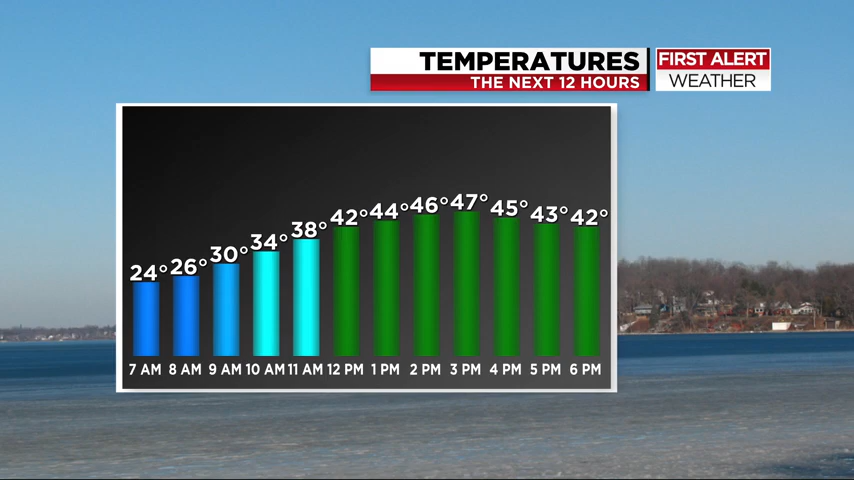 TEMPERATURES
THE NEXT 12 HOURS
FIRST ALERT
WEATHER
24° 26° 30° 34° 38° 42° 44° 46° 47° 45° 43° 42°
7 AM 8 AM 9 AM 10 AM 11 AM 12 PM 1 PM 2 PM 3 PM 4 PM 5 PM 6 PM